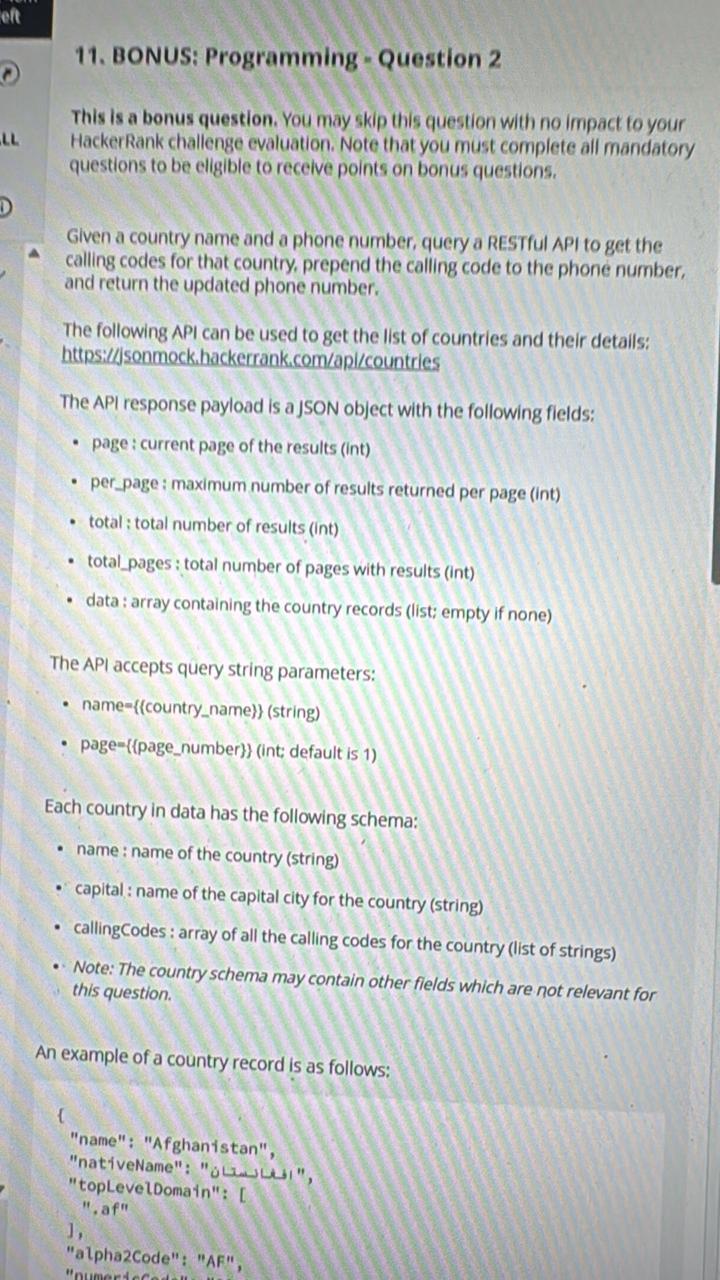 eft
11. BONUS: Programming - Question 2
This is a bonus question. You may skip this question with no impact to your
ALL
HackerRank challenge evaluation. Note that you must complete all mandatory
questions to be eligible to receive points on bonus questions.
Given a country name and a phone number, query a RESTful API to get the
calling codes for that country, prepend the calling code to the phone number,
and return the updated phone number.
The following API can be used to get the list of countries and their details:
https://jsonmock.hackerrank.com/api/countries
The API response payload is a JSON object with the following fields:
• page : current page of the results (int)
• per_page : maximum number of results returned per page (int)
• total : total number of results (int)
• total_pages : total number of pages with results (int)
• data : array containing the country records (list; empty if none)
The API accepts query string parameters:
• name={{country_name}} (string)
• page={{page_number}} (int; default is 1)
Each country in data has the following schema:
• name : name of the country (string)
• capital : name of the capital city for the country (string)
• callingCodes : array of all the calling codes for the country (list of strings)
• Note: The country schema may contain other fields which are not relevant for
this question.
An example of a country record is as follows:
{
"name": "Afghanistan",
"nativeName": "افغانستان",
"topLevelDomain": [
".af"
],
"alpha2Code": "AF",
"numericCode":